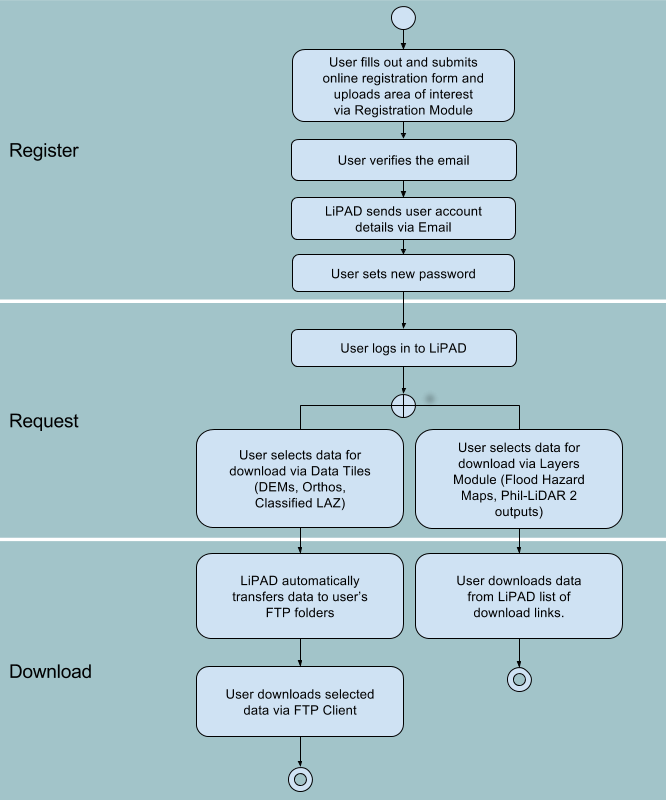 User fills out and submits
online registration form and
uploads area of interest
via Registration Module
Register
User verifies the email
LiPAD sends user account
details via Email
User sets new password
User logs in to LiPAD
Request
User selects data for
download via Data Tiles
(DEMs, Orthos,
Classified LAZ)
User selects data for
download via Layers
Module (Flood Hazard
Maps, Phil-LiDAR 2
outputs)
LiPAD automatically
transfers data to user's
FTP folders
User downloads data
from LiPAD list of
download links.
Download
User downloads selected
data via FTP Client